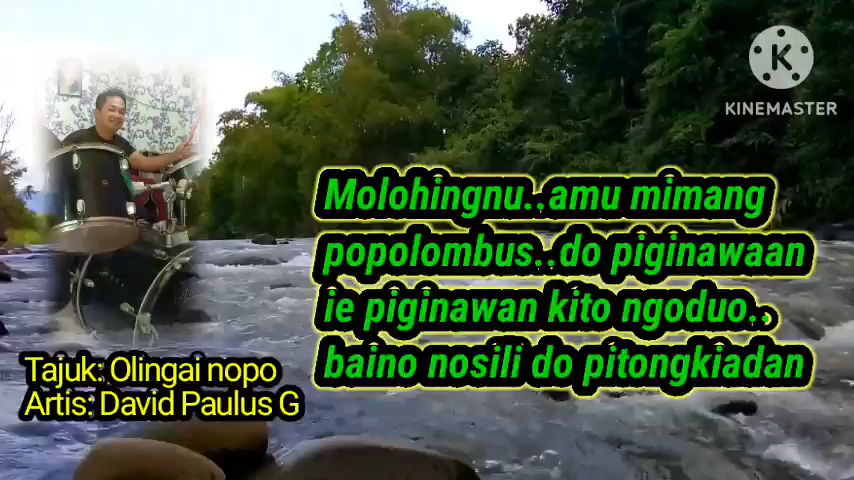 KINEMASTER
Molohingnu..,amu mimang
popolombus..do piginawaan
ie piginawan kito ngoduo..,
baino nosili do pitongkiadan
Tajuk: Olingai nopo
Artis: David Paulus G